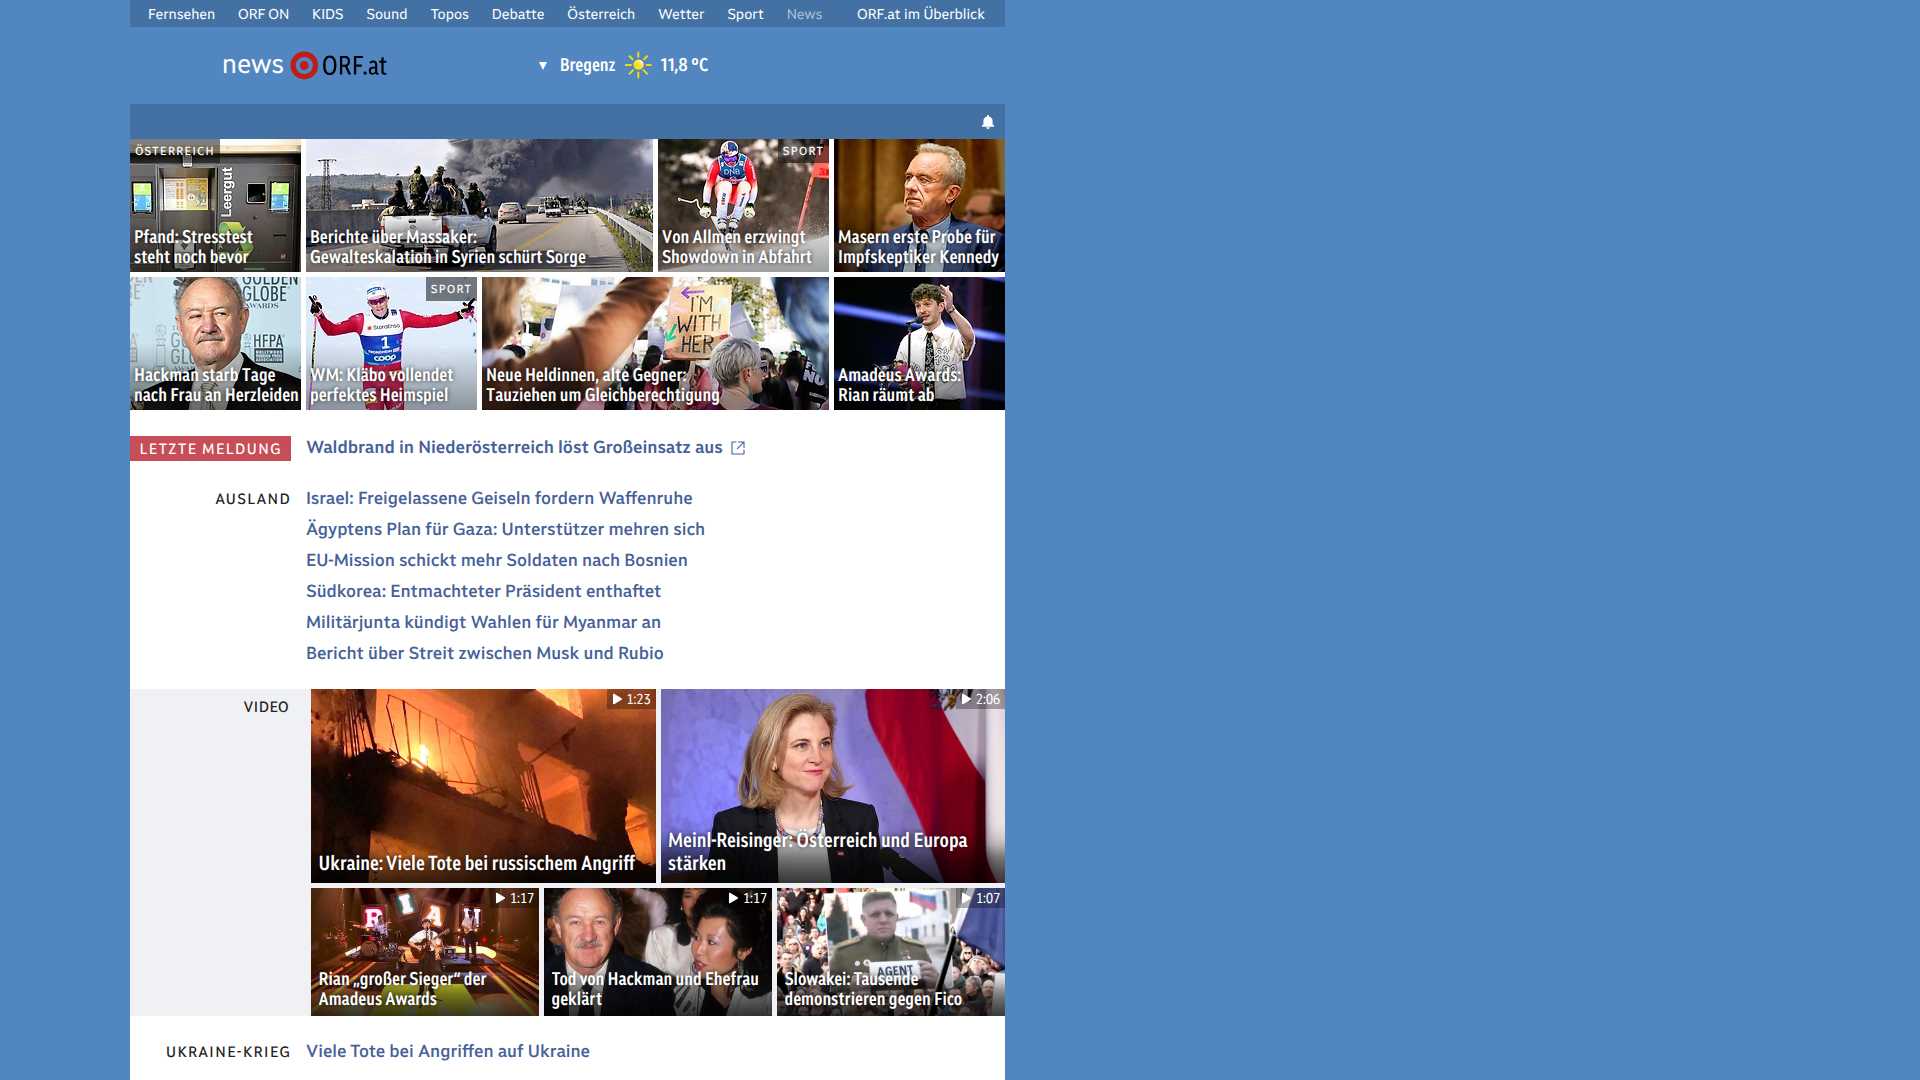 Fernsehen ORF ON KIDS Sound Topos Debatte Österreich Wetter Sport News ORF.at im Überblick
news ORF.at
Bregenz 11,8 °C
ÖSTERREICH
Leergut
Pfand: Stresstest
steht noch bevor
Berichte über Massaker:
Gewalteskalation in Syrien schürt Sorge
SPORT
DNB
Von Allmen erzwingt
Showdown in Abfahrt
Masern erste Probe für
Impfskeptiker Kennedy
GOLDEN
GLOBE
AWARDS
HFPA
Hackman starb Tage
nach Frau an Herzleiden
SPORT
1
coop
WM: Kläbo vollendet
perfektes Heimspiel
I'M
WITH
HER
Neue Heldinnen, alte Gegner:
Tauziehen um Gleichberechtigung
Amadeus Awards:
Rian räumt ab
LETZTE MELDUNG Waldbrand in Niederösterreich löst Großeinsatz aus
AUSLAND Israel: Freigelassene Geiseln fordern Waffenruhe
Ägyptens Plan für Gaza: Unterstützer mehren sich
EU-Mission schickt mehr Soldaten nach Bosnien
Südkorea: Entmachteter Präsident enthaftet
Militärjunta kündigt Wahlen für Myanmar an
Bericht über Streit zwischen Musk und Rubio
VIDEO
1:23
Ukraine: Viele Tote bei russischem Angriff
2:06
Meinl-Reisinger: Österreich und Europa
stärken
1:17
RIAN
Rian „großer Sieger“ der
Amadeus Awards
1:17
Tod von Hackman und Ehefrau
geklärt
1:07
AGENT
Slowakei: Tausende
demonstrieren gegen Fico
UKRAINE-KRIEG Viele Tote bei Angriffen auf Ukraine